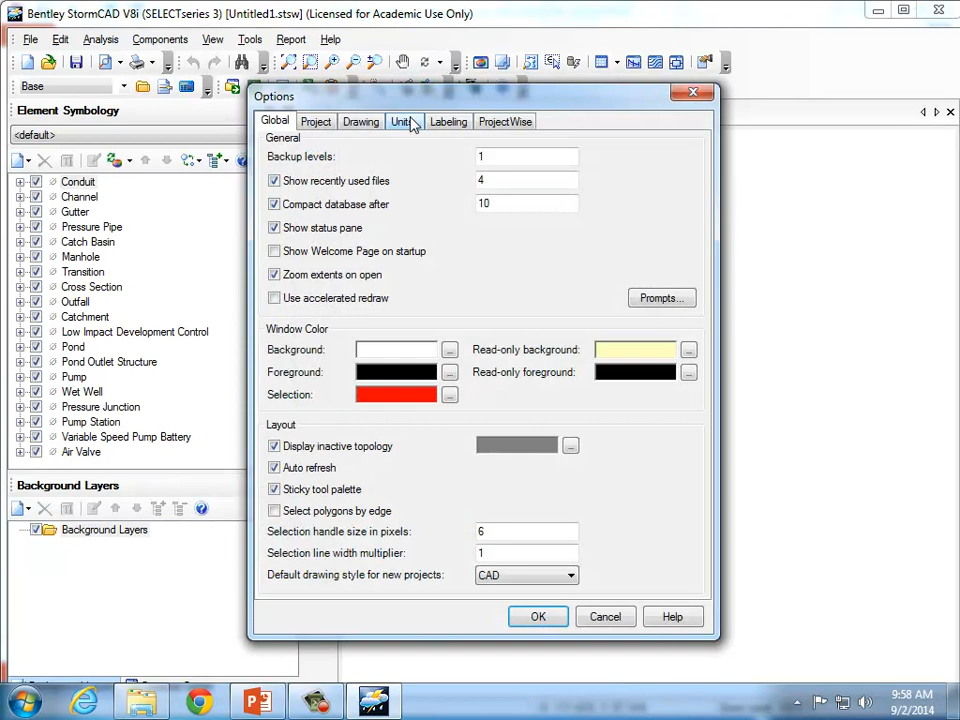 Bentley StormCAD V8i (SELECTseries 3) [Untitled1.stsw] (Licensed for Academic Use Only)
File Edit Analysis Components View Tools Report Help
Base
Element Symbology
<default>
Conduit
Channel
Gutter
Pressure Pipe
Catch Basin
Manhole
Transition
Cross Section
Outfall
Catchment
Low Impact Development Control
Pond
Pond Outlet Structure
Pump
Wet Well
Pressure Junction
Pump Station
Variable Speed Pump Battery
Air Valve
Background Layers
Background Layers
Options
Global Project Drawing Units Labeling ProjectWise
General
Backup levels: 1
Show recently used files 4
Compact database after 10
Show status pane
Show Welcome Page on startup
Zoom extents on open
Use accelerated redraw
Prompts...
Window Color
Background: ... Read-only background: ...
Foreground: ... Read-only foreground: ...
Selection: ...
Layout
Display inactive topology ...
Auto refresh
Sticky tool palette
Select polygons by edge
Selection handle size in pixels: 6
Selection line width multiplier: 1
Default drawing style for new projects: CAD
OK Cancel Help
9:58 AM
9/2/2014